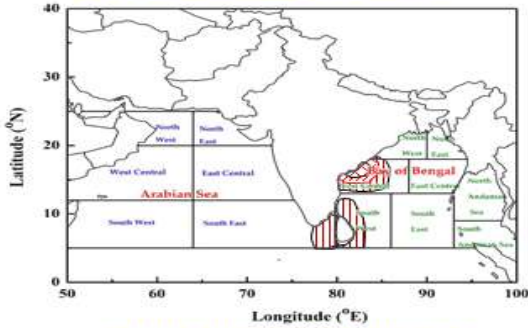 40
30
20
10
0
Latitude (⁰N)
North West
North East
North West
North East
West Central
East Central
Bay of Bengal
East Central
North
Andaman
Sea
Arabian Sea
South West
South East
South West
South East
South
Andaman Sea
50 60 70 80 90 100
Longitude (⁰E)